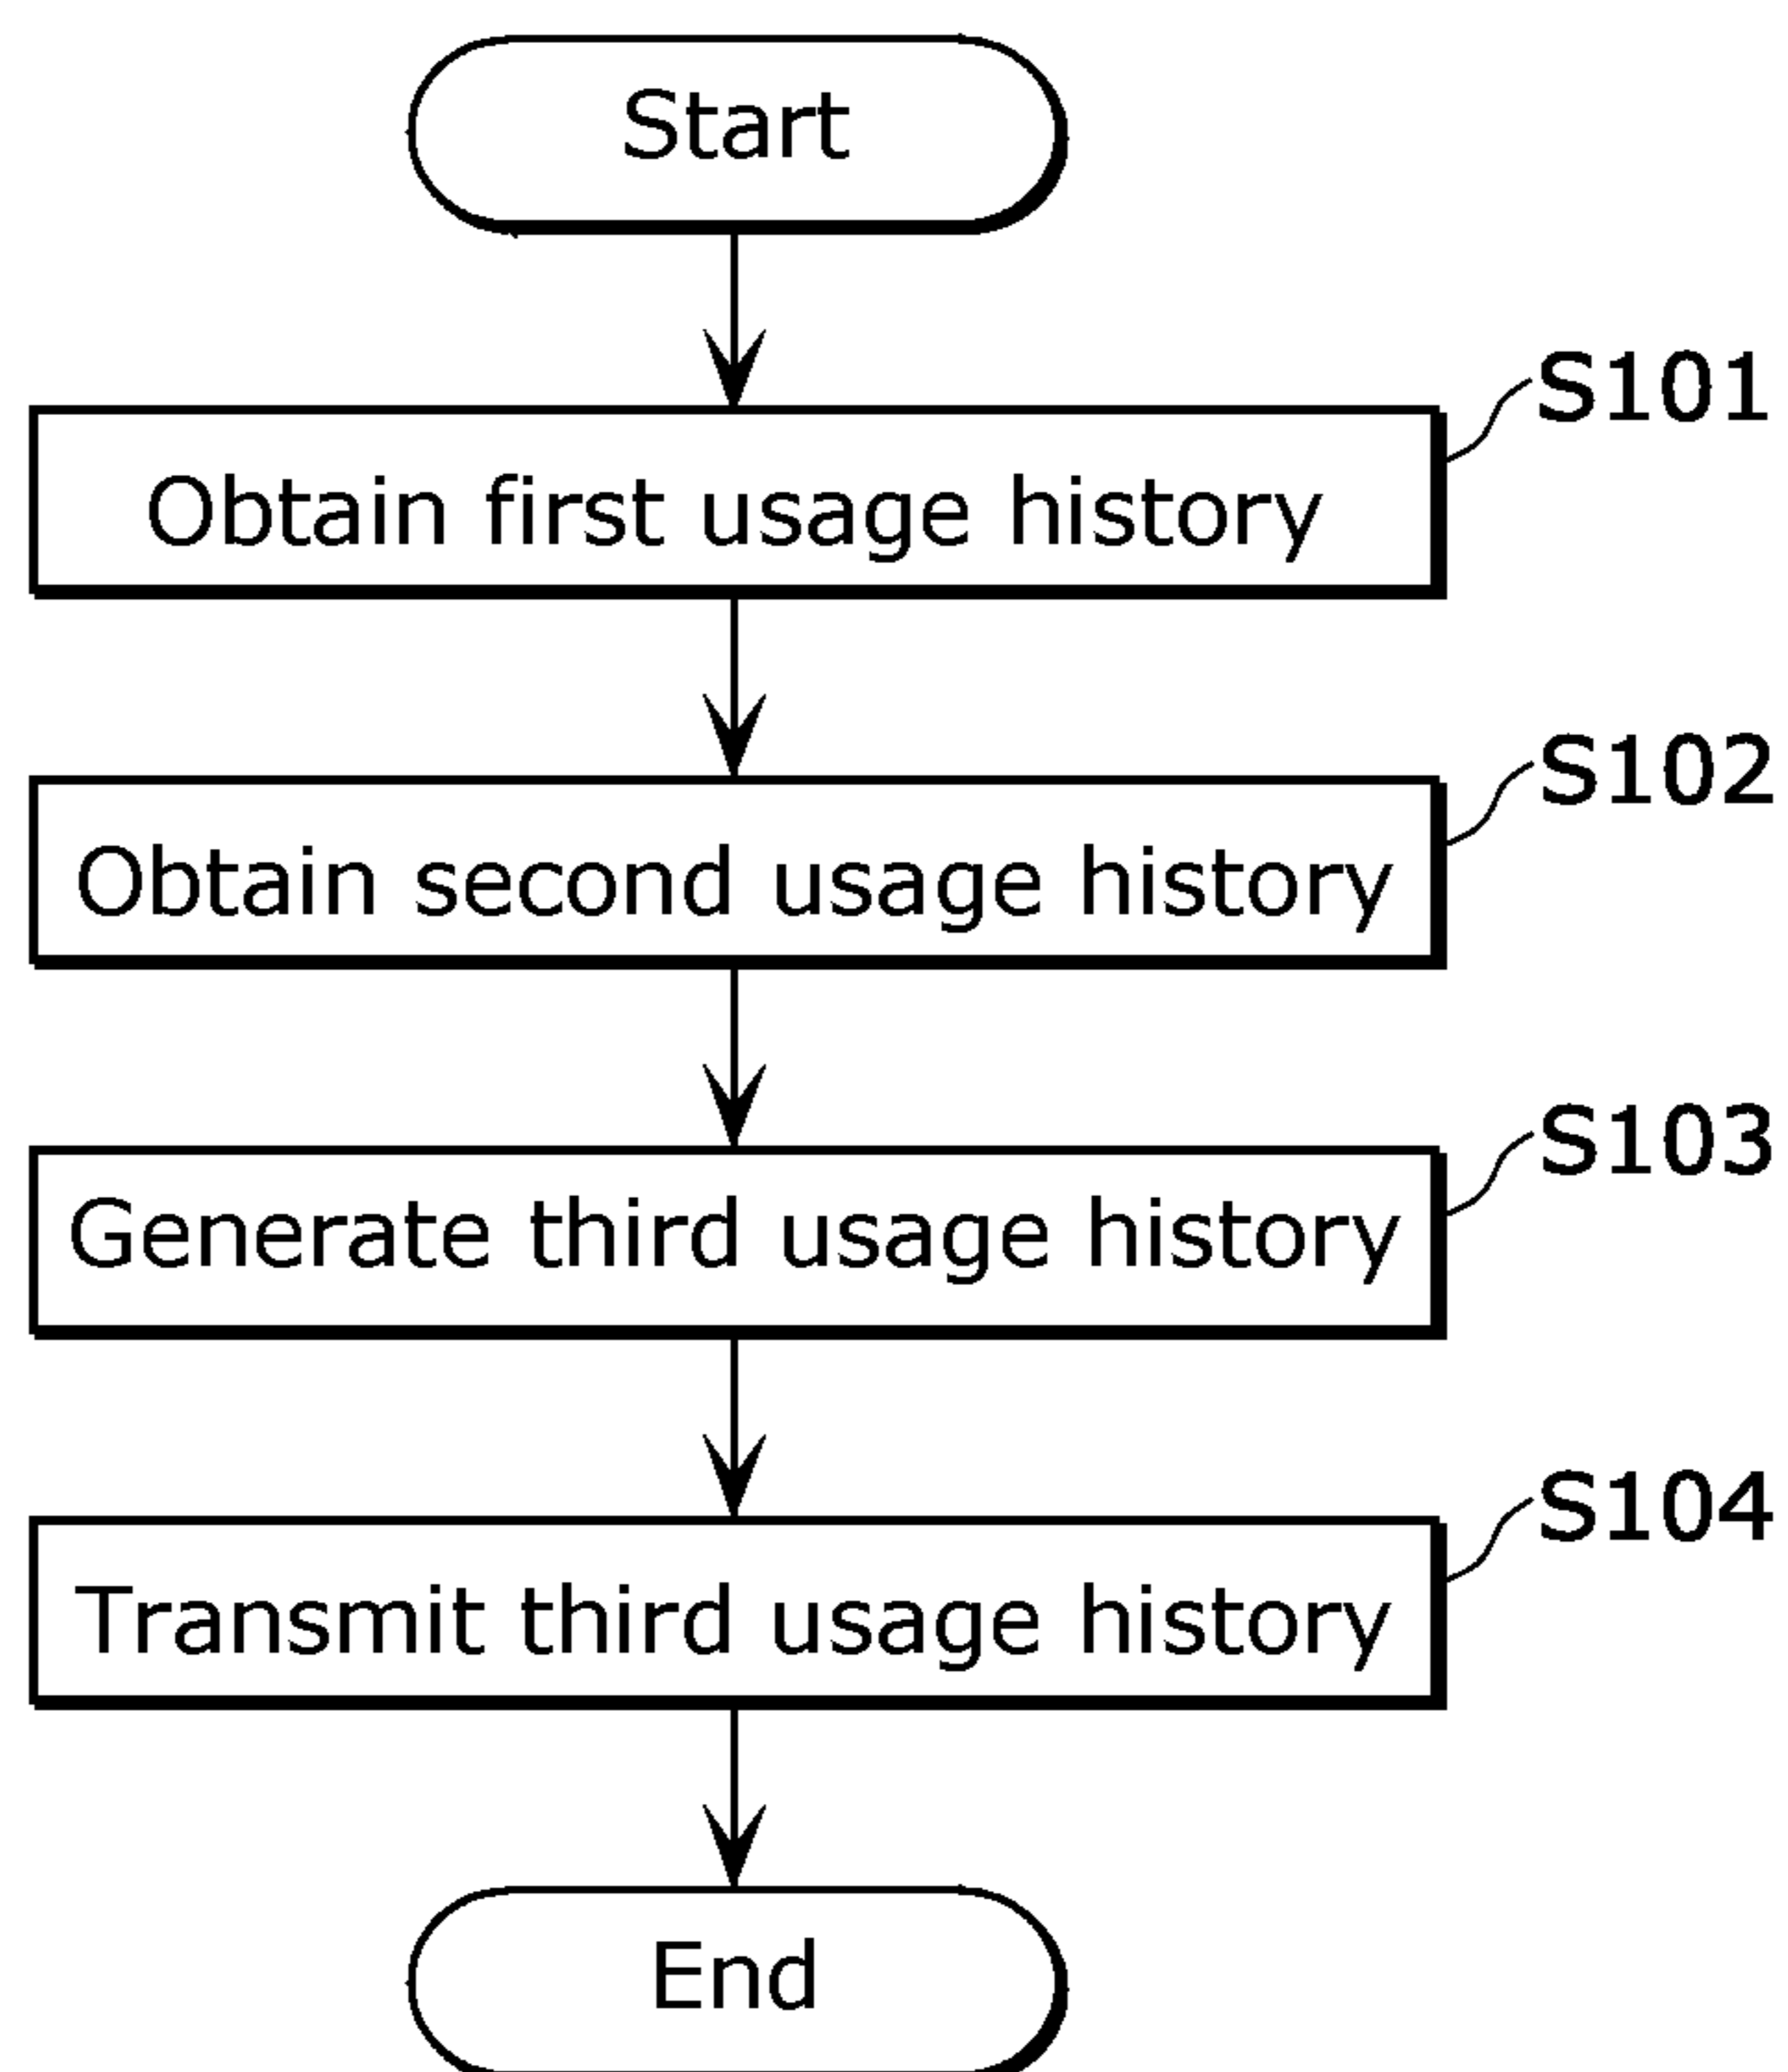 Start
S101
Obtain first usage history
S102
Obtain second usage history
S103
Generate third usage history
S104
Transmit third usage history
End